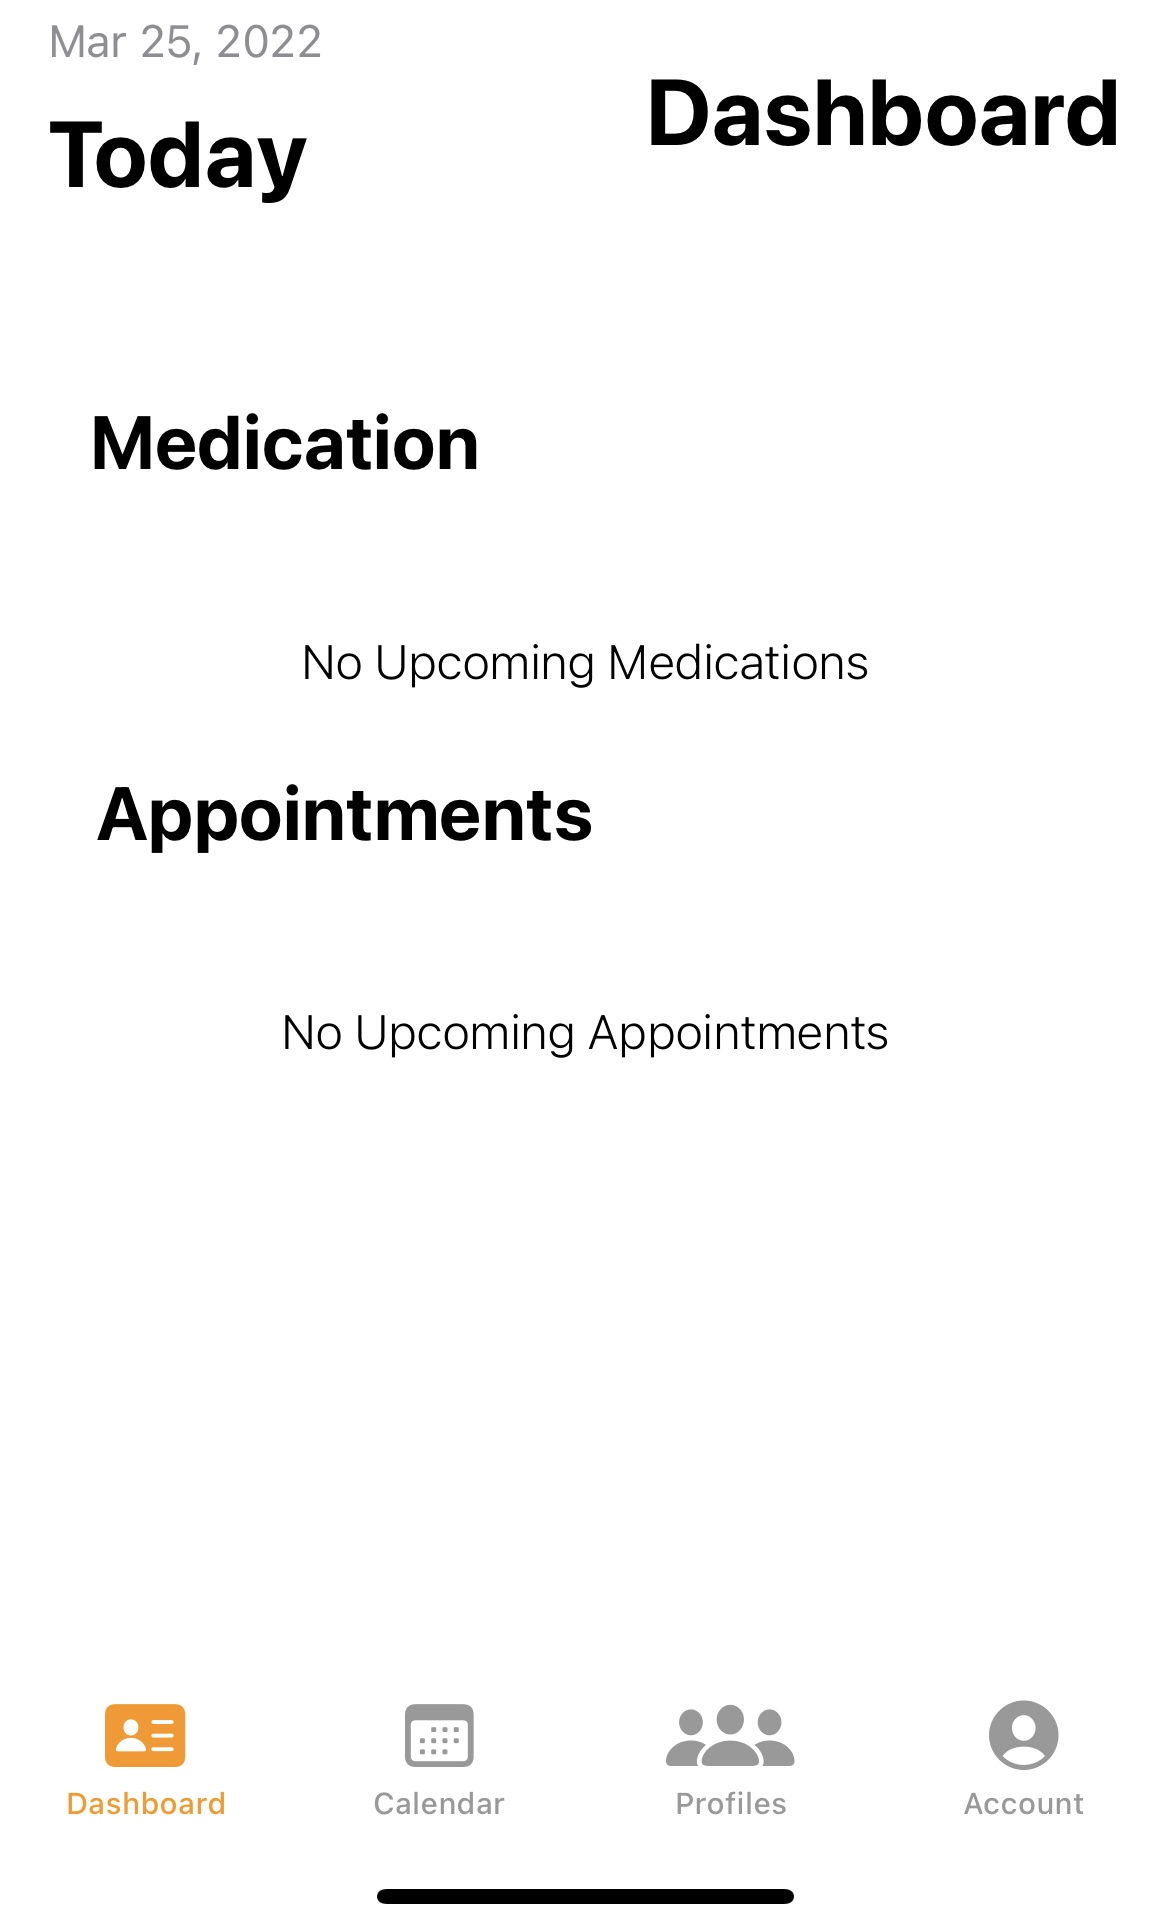 Mar 25, 2022
Today
Dashboard
Medication
No Upcoming Medications
Appointments
No Upcoming Appointments
Dashboard
Calendar
Profiles
Account